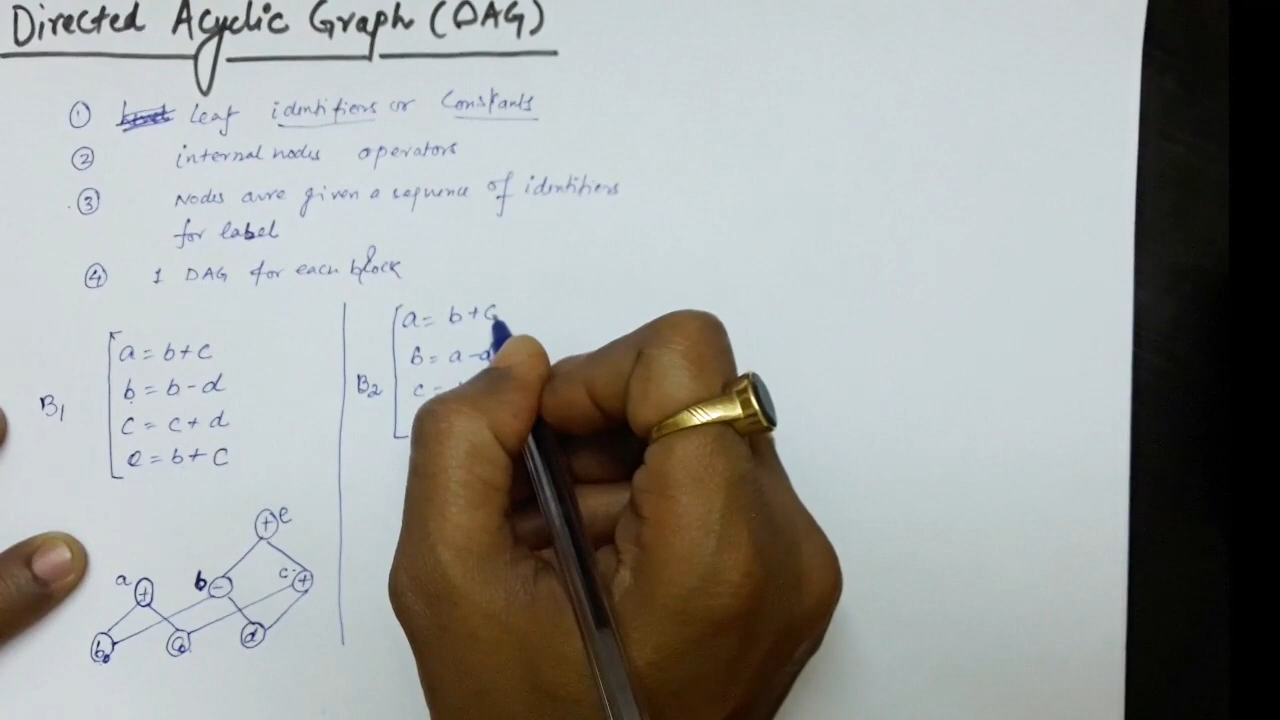 Directed Acyclic Graph (DAG)
① Leaf identifiers or Constants
② internal nodes operators
③ Nodes avre given a sequence of identifiers
for label
④ 1 DAG for each block
B1
a = b + c
b = b - d
c = c + d
e = b + c
B2
a = b + c
b = a - d
c =
+ e
a + b - c +
b0 c0 d